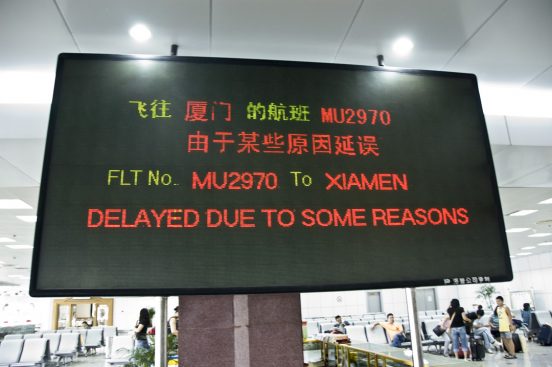 飞往 厦门 的航班 MU2970
由于某些原因延误
FLT No. MU2970 To XIAMEN
DELAYED DUE TO SOME REASONS